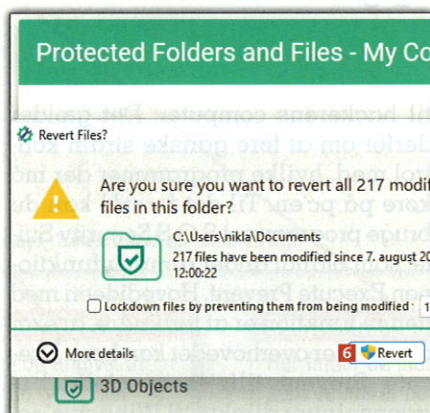 Protected Folders and Files - My Co
Revert Files?
Are you sure you want to revert all 217 modif
files in this folder?
C:\Users\nikla\Documents
217 files have been modified since 7. august 20
12:00:22
Lockdown files by preventing them from being modified · 1
More details
6 Revert
3D Objects